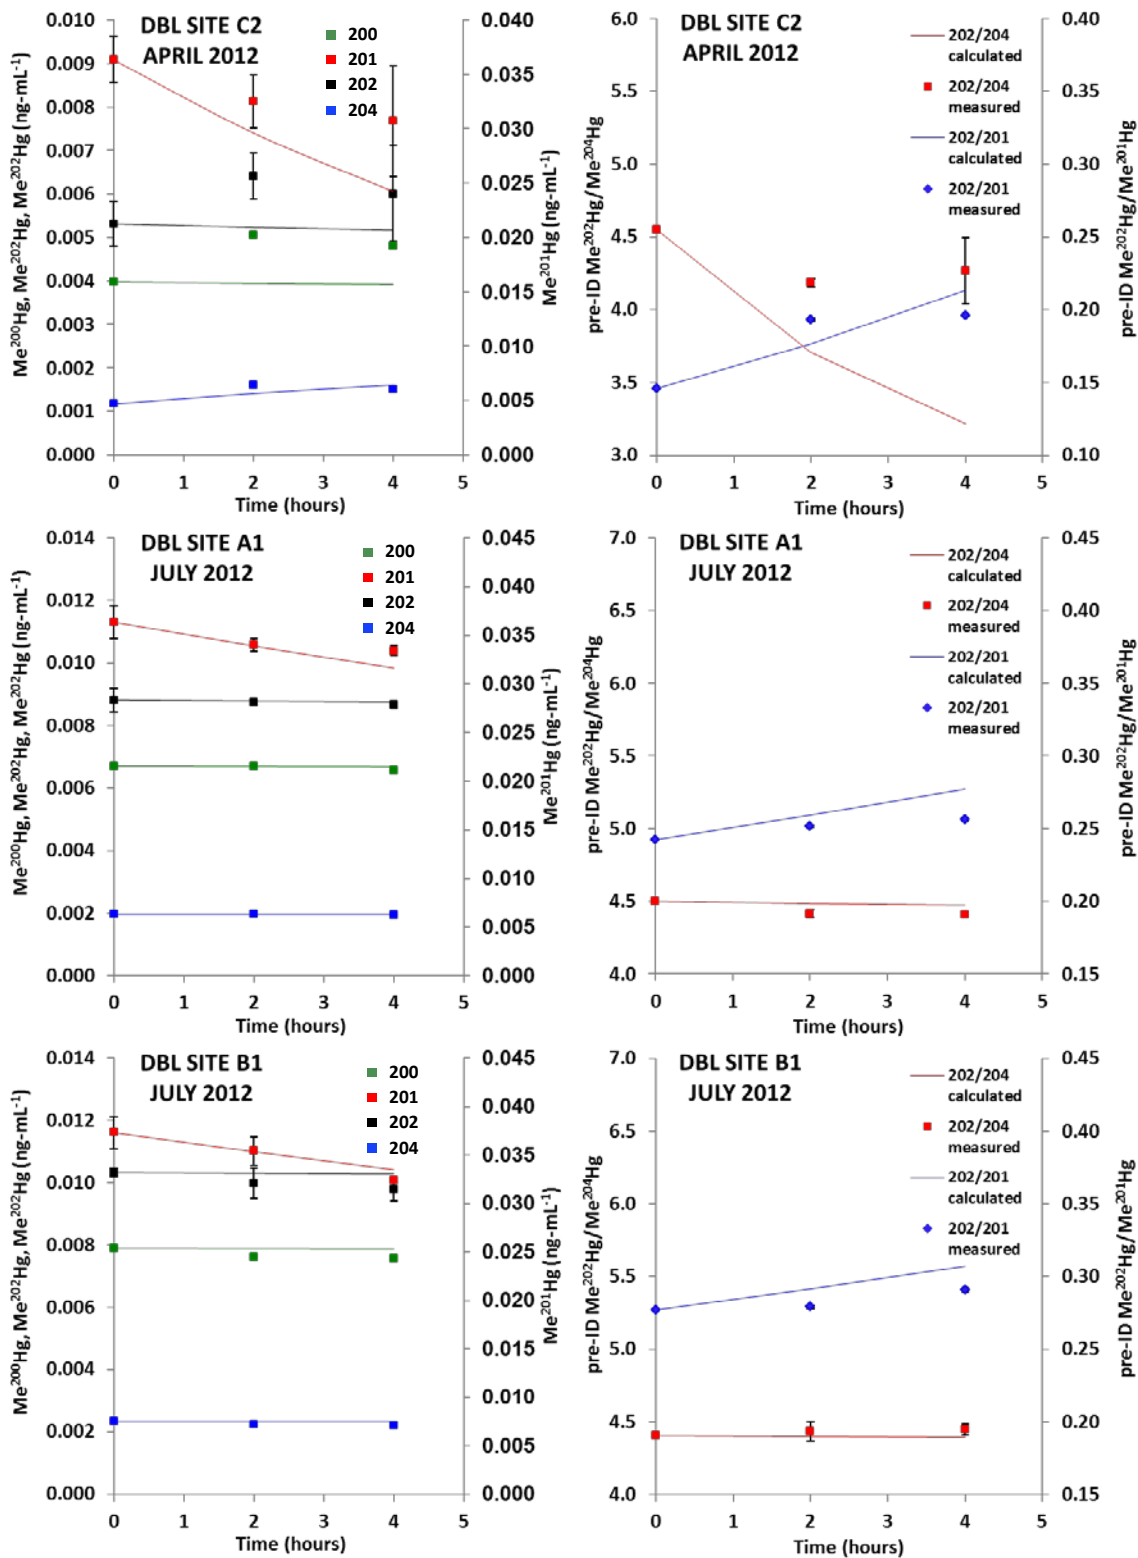 DBL SITE C2
APRIL 2012
200
201
202
204
0.010
0.009
0.008
0.007
0.006
0.005
0.004
0.003
0.002
0.001
0.000
0.040
0.035
0.030
0.025
0.020
0.015
0.010
0.005
0.000
0 1 2 3 4 5
Time (hours)
Me²⁰⁰Hg, Me²⁰²Hg, Me²⁰²Hg (ng-mL⁻¹)
Me²⁰¹Hg (ng-mL⁻¹)
DBL SITE C2
APRIL 2012
202/204
calculated
202/204
measured
202/201
calculated
202/201
measured
6.0
5.5
5.0
4.5
4.0
3.5
3.0
0.40
0.35
0.30
0.25
0.20
0.15
0.10
0 1 2 3 4 5
Time (hours)
pre-ID Me²⁰²Hg/Me²⁰⁴Hg
pre-ID Me²⁰²Hg/Me²⁰¹Hg
DBL SITE A1
JULY 2012
200
201
202
204
0.014
0.012
0.010
0.008
0.006
0.004
0.002
0.000
0.045
0.040
0.035
0.030
0.025
0.020
0.015
0.010
0.005
0.000
0 1 2 3 4 5
Time (hours)
Me²⁰⁰Hg, Me²⁰²Hg, Me²⁰²Hg (ng-mL⁻¹)
Me²⁰¹Hg (ng-mL⁻¹)
DBL SITE A1
JULY 2012
202/204
calculated
202/204
measured
202/201
calculated
202/201
measured
7.0
6.5
6.0
5.5
5.0
4.5
4.0
0.45
0.40
0.35
0.30
0.25
0.20
0.15
0 1 2 3 4 5
Time (hours)
pre-ID Me²⁰²Hg/Me²⁰⁴Hg
pre-ID Me²⁰²Hg/Me²⁰¹Hg
DBL SITE B1
JULY 2012
200
201
202
204
0.014
0.012
0.010
0.008
0.006
0.004
0.002
0.000
0.045
0.040
0.035
0.030
0.025
0.020
0.015
0.010
0.005
0.000
0 1 2 3 4 5
Time (hours)
Me²⁰⁰Hg, Me²⁰²Hg, Me²⁰²Hg (ng-mL⁻¹)
Me²⁰¹Hg (ng-mL⁻¹)
DBL SITE B1
JULY 2012
202/204
calculated
202/204
measured
202/201
calculated
202/201
measured
7.0
6.5
6.0
5.5
5.0
4.5
4.0
0.45
0.40
0.35
0.30
0.25
0.20
0.15
0 1 2 3 4 5
Time (hours)
pre-ID Me²⁰²Hg/Me²⁰⁴Hg
pre-ID Me²⁰²Hg/Me²⁰¹Hg